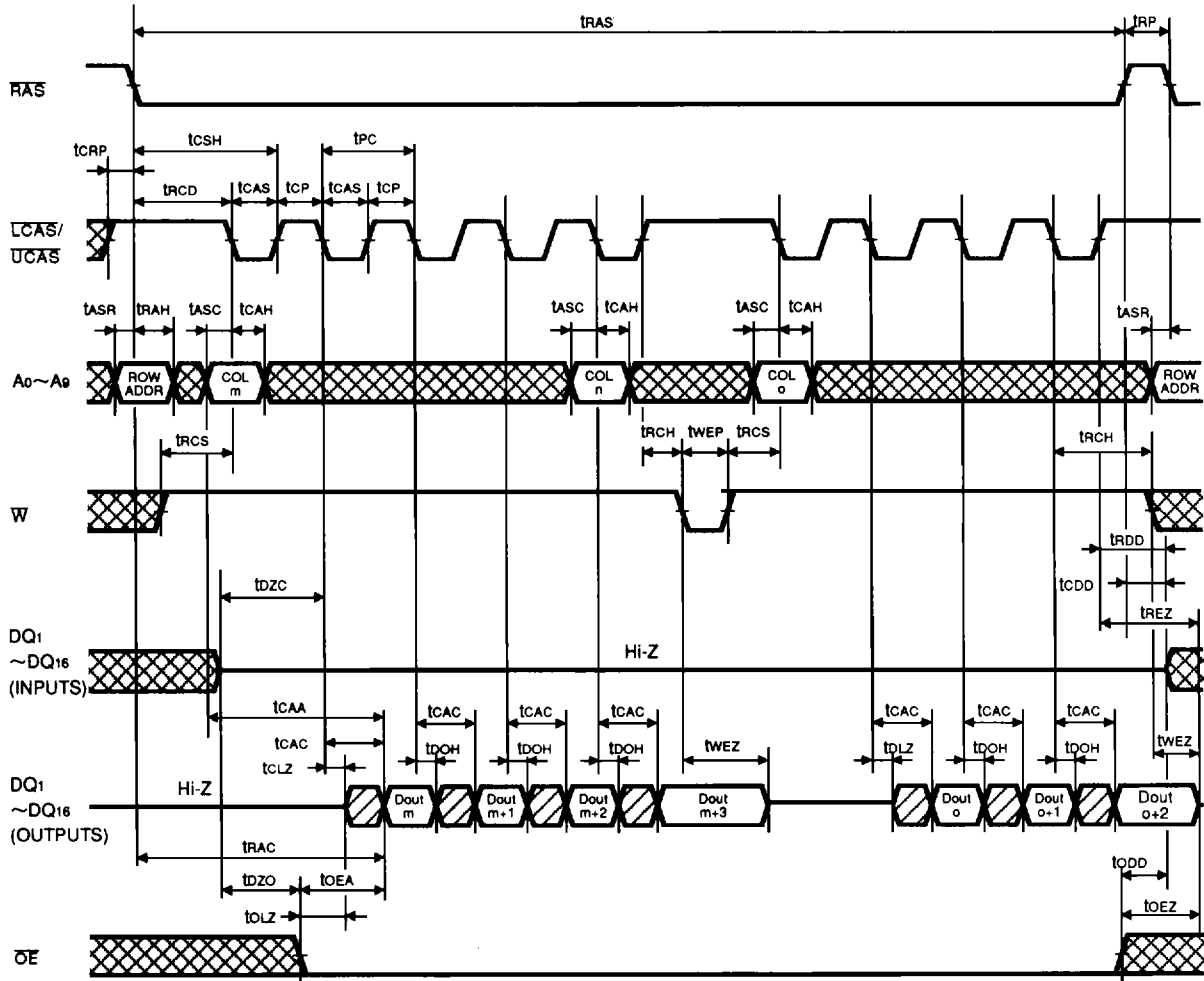 tRAS tRP
RAS
tCSH tPC
tCRP
tRCD tCAS tCP tCAS tCP
LCAS/
UCAS
tASR tRAH tASC tCAH tASC tCAH tASC tCAH tASR
A0~A9 ROW ADDR COL m COL n COL o ROW ADDR
tRCS tRCH tWEP tRCS tRCH
W
tRDD
tCDD
tDZC tREZ
DQ1
~DQ16
(INPUTS)
Hi-Z
tCAA tCAC tCAC tCAC tCAC tCAC tCAC
tCAC tDOH tDOH tDOH tWEZ tDLZ tDOH tDOH tWEZ
tCLZ
DQ1
~DQ16
(OUTPUTS)
Hi-Z Dout m Dout m+1 Dout m+2 Dout m+3 Dout o Dout o+1 Dout o+2
tRAC
tDZO tOEA tODD
tOLZ tOEZ
OE